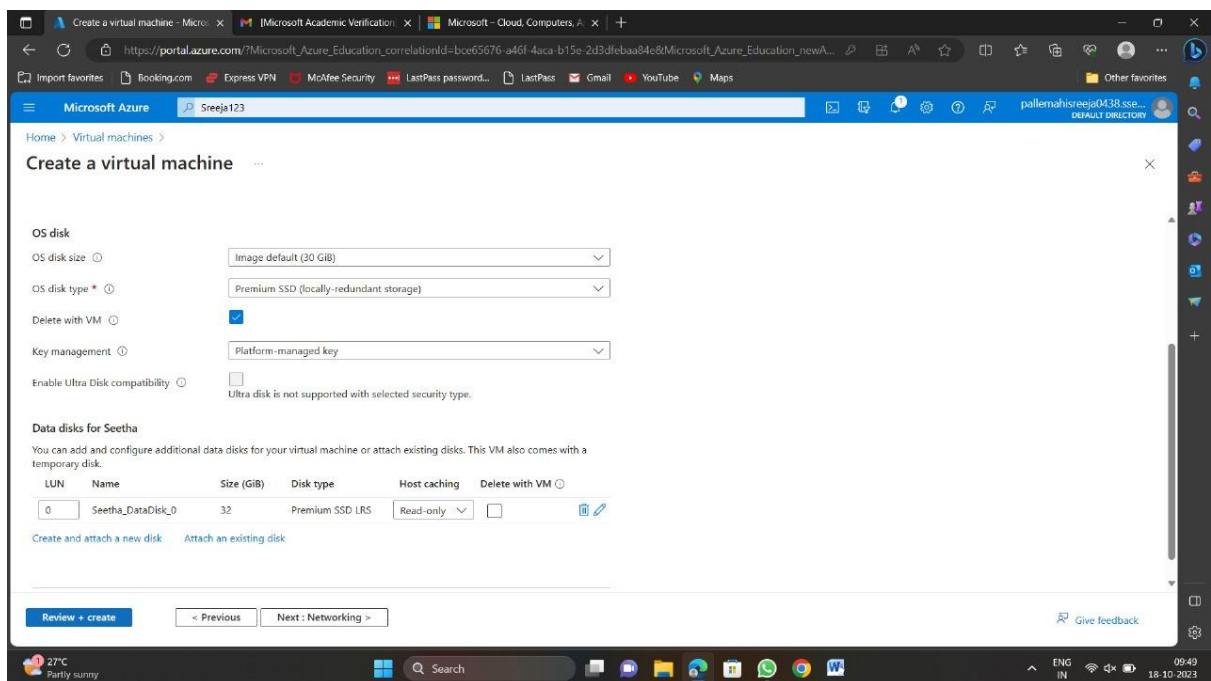 Create a virtual machine - Micros
[Microsoft Academic Verification]
Microsoft – Cloud, Computers, A
https://portal.azure.com/?Microsoft_Azure_Education_correlationId=bce65676-a46f-4aca-b15e-2d3dfebaa84e&Microsoft_Azure_Education_newA...
Import favorites Booking.com Express VPN McAfee Security LastPass password... LastPass Gmail YouTube Maps Other favorites
Microsoft Azure Sreeja123 1 pallemahisreeja0438.sse...
DEFAULT DIRECTORY
Home > Virtual machines >
Create a virtual machine ...
OS disk
OS disk size Image default (30 GiB)
OS disk type * Premium SSD (locally-redundant storage)
Delete with VM
Key management Platform-managed key
Enable Ultra Disk compatibility
Ultra disk is not supported with selected security type.
Data disks for Seetha
You can add and configure additional data disks for your virtual machine or attach existing disks. This VM also comes with a
temporary disk.
LUN Name Size (GiB) Disk type Host caching Delete with VM
0 Seetha_DataDisk_0 32 Premium SSD LRS Read-only
Create and attach a new disk Attach an existing disk
Review + create < Previous Next : Networking > Give feedback
1 27°C Search ENG 09:49
Partly sunny IN 18-10-2023